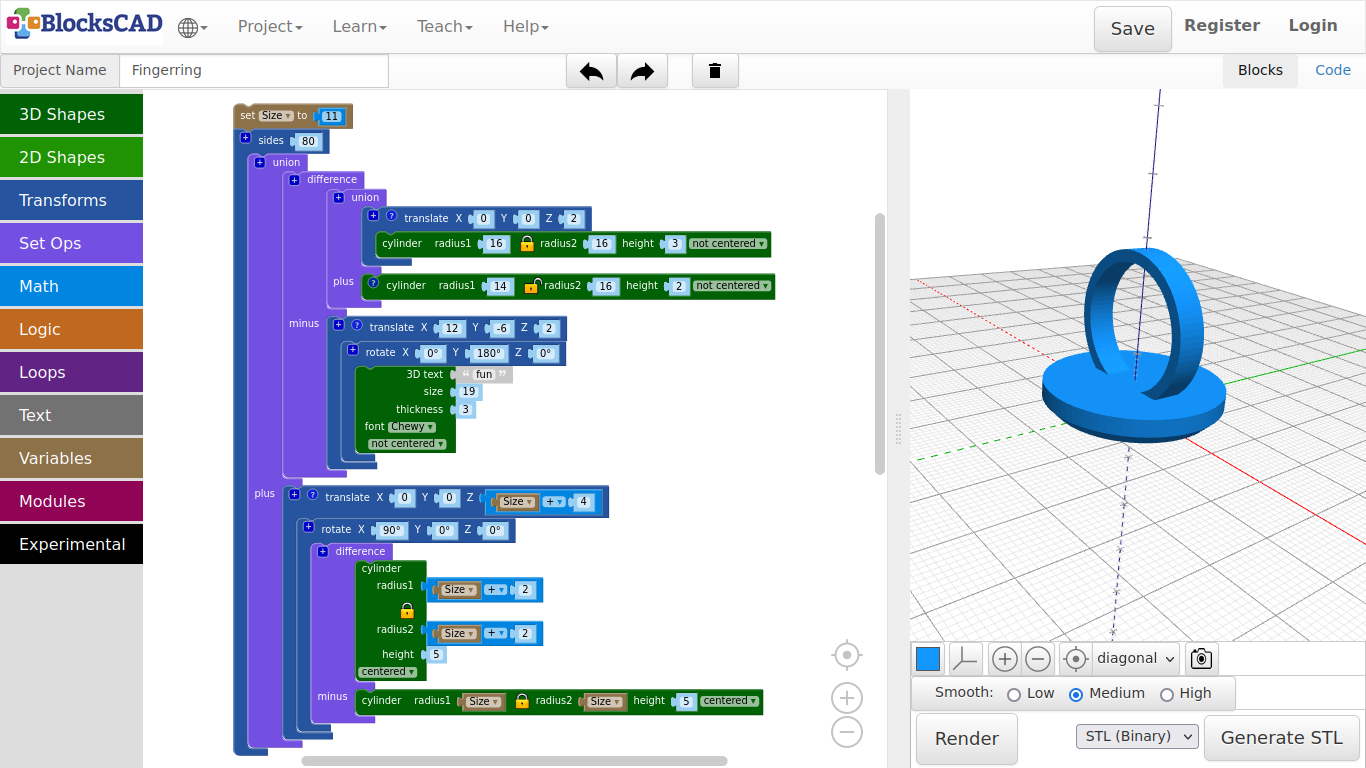 BlocksCAD Project Learn Teach Help Save Register Login
Project Name Fingerring Blocks Code
3D Shapes
2D Shapes
Transforms
Set Ops
Math
Logic
Loops
Text
Variables
Modules
Experimental
set Size to 11
sides 80
union
difference
union
translate X 0 Y 0 Z 2
cylinder radius1 16 radius2 16 height 3 not centered
plus cylinder radius1 14 radius2 16 height 2 not centered
minus translate X 12 Y -6 Z 2
rotate X 0° Y 180° Z 0°
3D text “ fun ”
size 19
thickness 3
font Chewy
not centered
plus translate X 0 Y 0 Z Size + 4
rotate X 90° Y 0° Z 0°
difference
cylinder
radius1 Size + 2
radius2 Size + 2
height 5
centered
minus cylinder radius1 Size radius2 Size height 5 centered
diagonal
Smooth: Low Medium High
Render STL (Binary) Generate STL